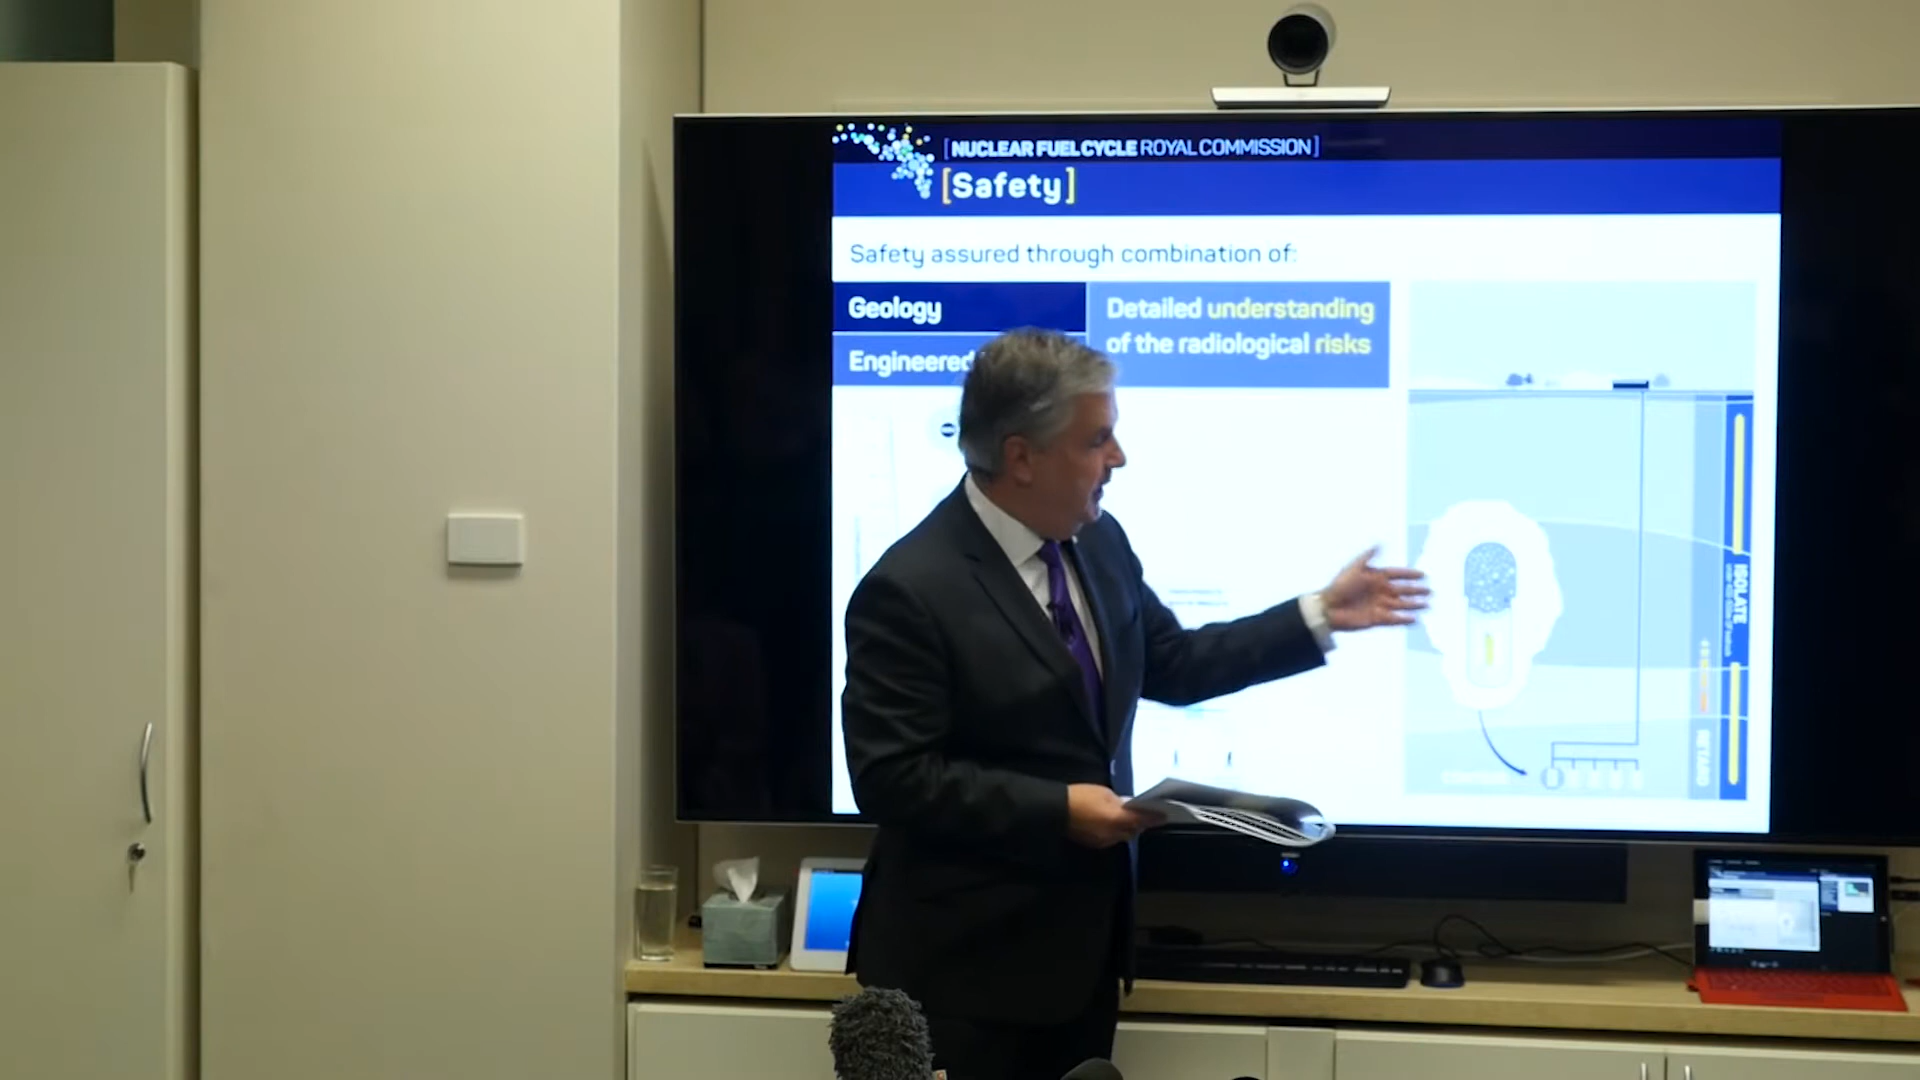 [NUCLEAR FUEL CYCLE ROYAL COMMISSION]
[Safety]
Safety assured through combination of:
Geology
Detailed understanding
of the radiological risks
Engineered
ISOLATE
RETARD